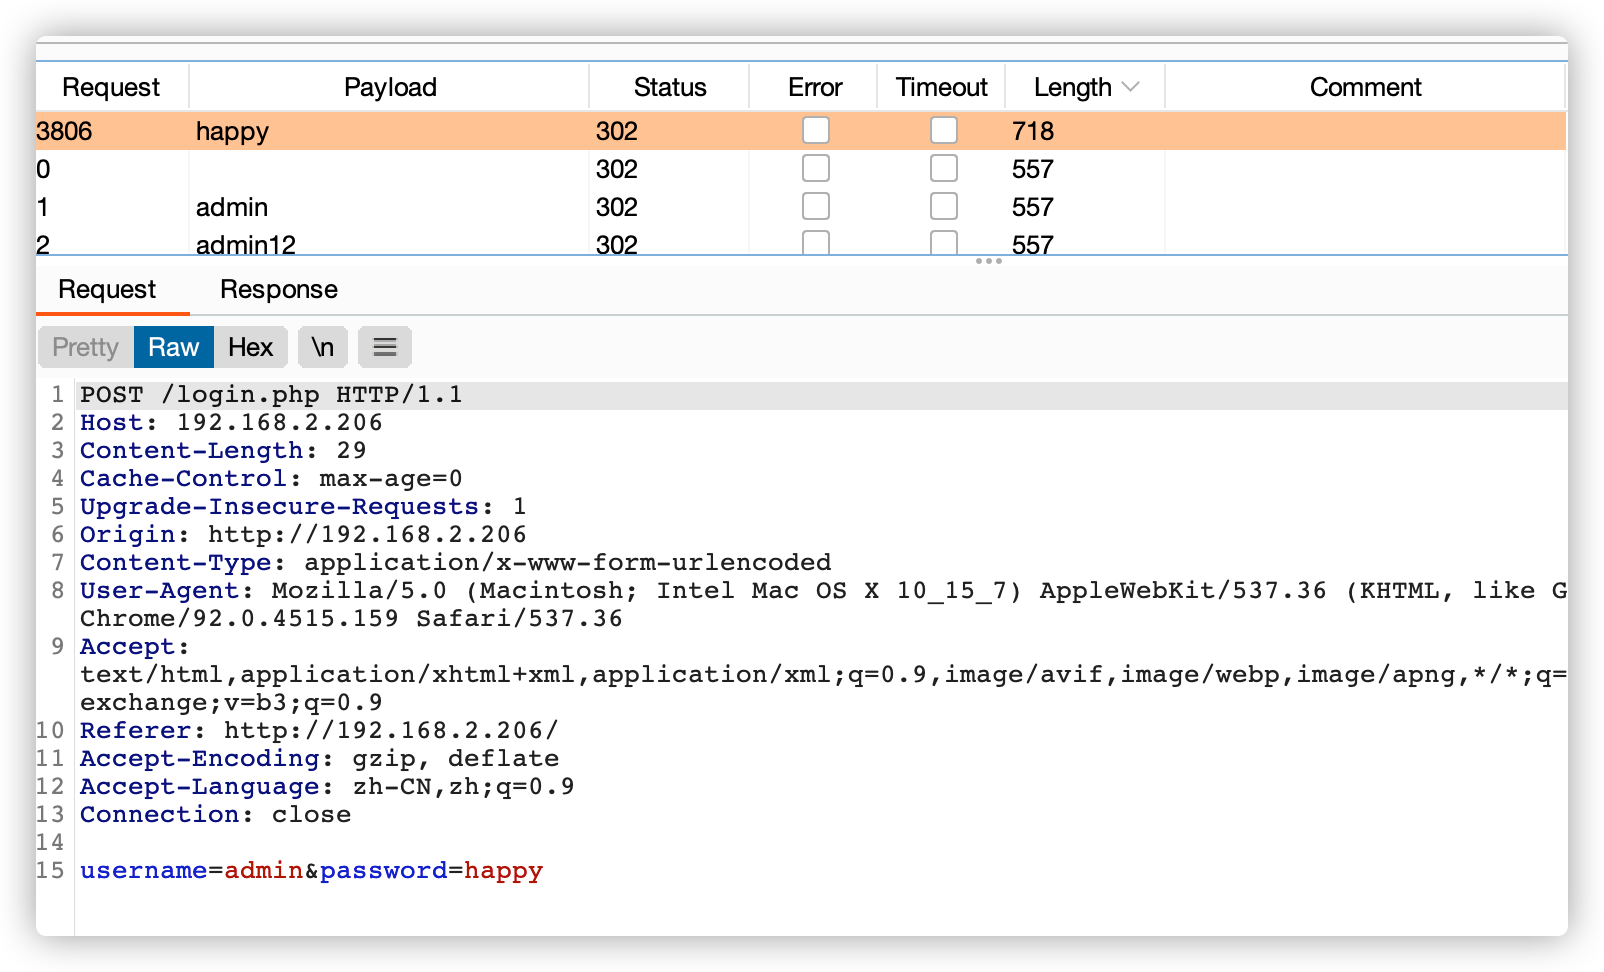 Request Payload Status Error Timeout Length Comment
3806 happy 302 718
0 302 557
1 admin 302 557
2 admin12 302 557
Request Response
Pretty Raw Hex \n
1 POST /login.php HTTP/1.1
2 Host: 192.168.2.206
3 Content-Length: 29
4 Cache-Control: max-age=0
5 Upgrade-Insecure-Requests: 1
6 Origin: http://192.168.2.206
7 Content-Type: application/x-www-form-urlencoded
8 User-Agent: Mozilla/5.0 (Macintosh; Intel Mac OS X 10_15_7) AppleWebKit/537.36 (KHTML, like G
Chrome/92.0.4515.159 Safari/537.36
9 Accept:
text/html,application/xhtml+xml,application/xml;q=0.9,image/avif,image/webp,image/apng,*/*;q=
exchange;v=b3;q=0.9
10 Referer: http://192.168.2.206/
11 Accept-Encoding: gzip, deflate
12 Accept-Language: zh-CN,zh;q=0.9
13 Connection: close
14
15 username=admin&password=happy